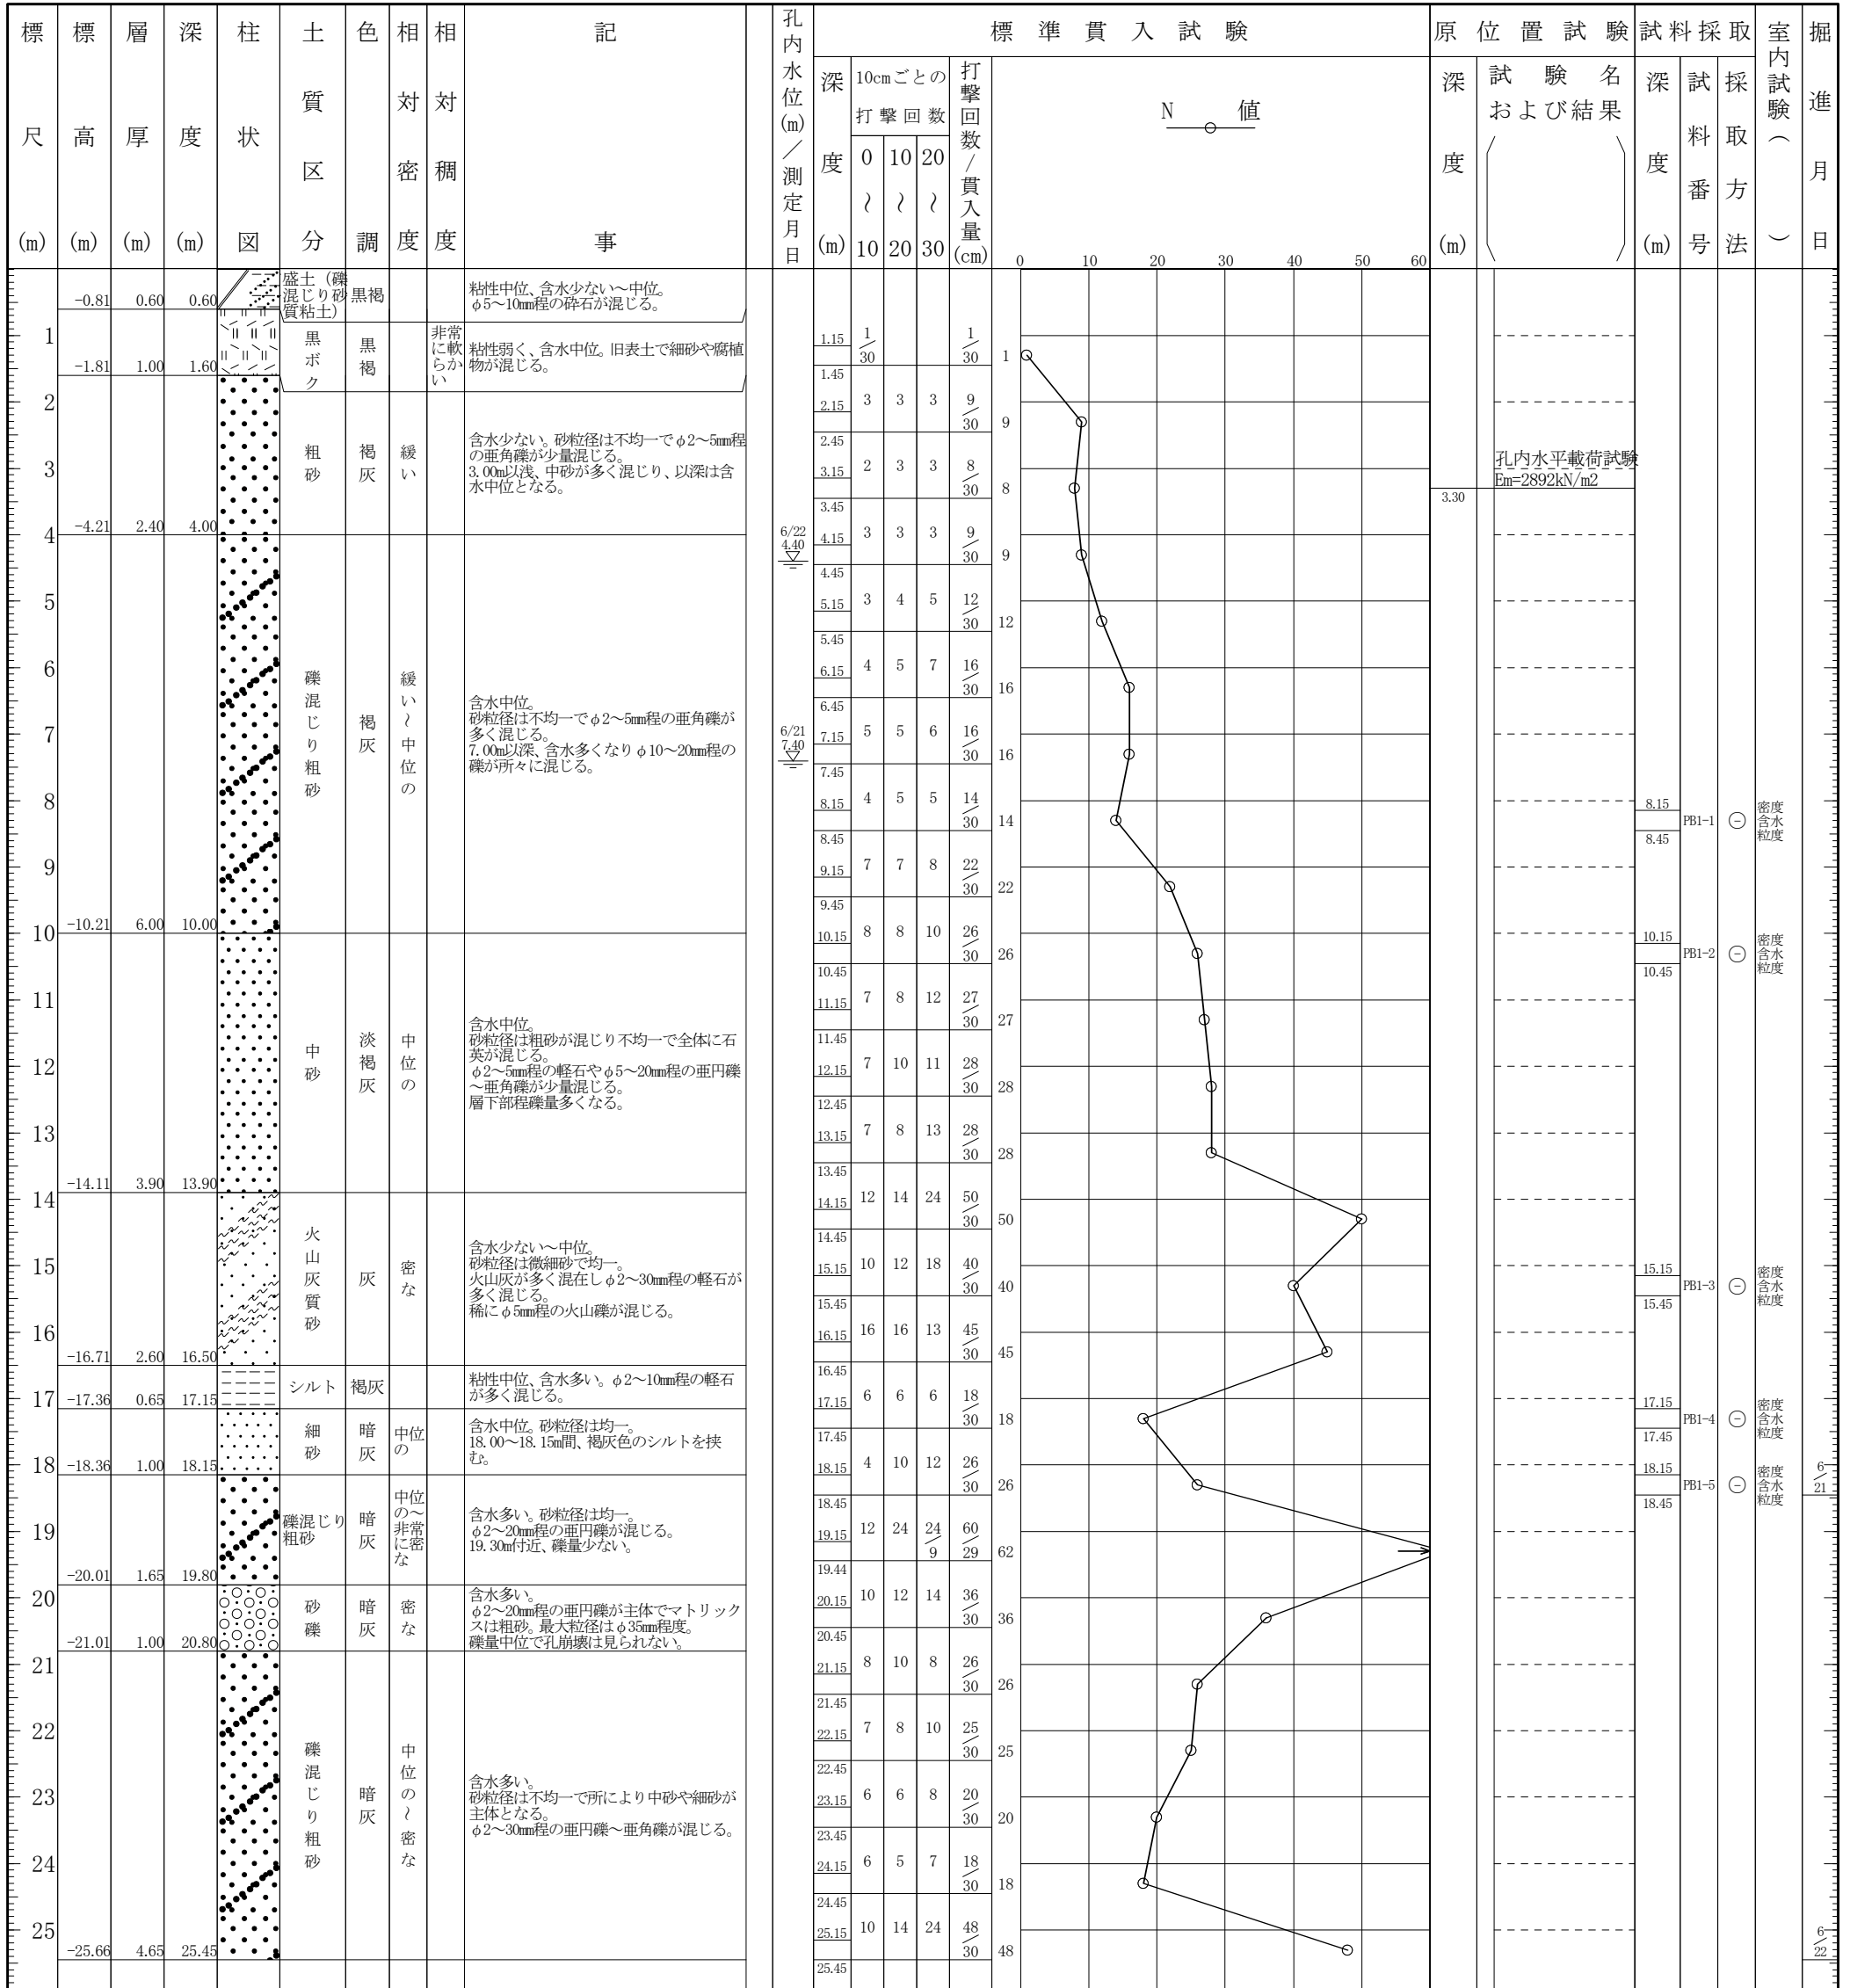 標尺(m)
標高(m)
層厚(m)
深度(m)
柱状図
土質区分
色調
相対密度
相対稠度
記事
孔内水位(m)／測定月日
標準貫入試験
深度(m)
10cmごとの
打撃回数
0～10
10～20
20～30
打撃回数/貫入量(cm)
N 値
0 10 20 30 40 50 60
原位置試験
深度(m)
試験名
および結果
試料採取
深度(m)
試料番号
採取方法
室内試験（ ）
掘進月日
-0.81 0.60 0.60
盛土（礫
混じり砂
質粘土）
黒褐
粘性中位、含水少ない～中位。
φ5～10mm程の砕石が混じる。
1
-1.81 1.00 1.60
黒ボク
黒褐
非常
に軟
らか
い
粘性弱く、含水中位。旧表土で細砂や腐植
物が混じる。
2
3
-4.21 2.40 4.00
粗砂
褐灰
緩い
含水少ない。砂粒径は不均一でφ2～5mm程
の亜角礫が少量混じる。
3.00m以浅、中砂が多く混じり、以深は含
水中位となる。
4
5
6
7
8
9
-10.21 6.00 10.00
礫混じり粗砂
褐灰
緩い～中位の
含水中位。
砂粒径は不均一でφ2～5mm程の亜角礫が
多く混じる。
7.00m以深、含水多くなりφ10～20mm程の
礫が所々に混じる。
10
11
12
13
-14.11 3.90 13.90
中砂
淡褐灰
中位の
含水中位。
砂粒径は粗砂が混じり不均一で全体に石
英が混じる。
φ2～5mm程の軽石やφ5～20mm程の亜円礫
～亜角礫が少量混じる。
層下部程礫量多くなる。
14
15
16
-16.71 2.60 16.50
火山灰質砂
灰
密な
含水少ない～中位。
砂粒径は微細砂で均一。
火山灰が多く混在しφ2～30mm程の軽石が
多く混じる。
稀にφ5mm程の火山礫が混じる。
17
-17.36 0.65 17.15
シルト
褐灰
粘性中位、含水多い。φ2～10mm程の軽石
が多く混じる。
18
-18.36 1.00 18.15
細砂
暗灰
中位
の
含水中位。砂粒径は均一。
18.00～18.15m間、褐灰色のシルトを挟
む。
19
-20.01 1.65 19.80
礫混じり
粗砂
暗灰
中位
の～
非常
に密
な
含水多い。砂粒径は均一。
φ2～20mm程の亜円礫が混じる。
19.30m付近、礫量少ない。
20
-21.01 1.00 20.80
砂礫
暗灰
密な
含水多い。
φ2～20mm程の亜円礫が主体でマトリック
スは粗砂。最大粒径はφ35mm程度。
礫量中位で孔崩壊は見られない。
21
22
23
24
25
-25.66 4.65 25.45
礫混じり粗砂
暗灰
中位の～密な
含水多い。
砂粒径は不均一で所により中砂や細砂が
主体となる。
φ2～30mm程の亜円礫～亜角礫が混じる。
6/22
4.40
6/21
7.40
1.15 1/30 1/30 1
1.45
2.15 3 3 3 9/30 9
2.45
3.15 2 3 3 8/30 8
3.45
4.15 3 3 3 9/30 9
4.45
5.15 3 4 5 12/30 12
5.45
6.15 4 5 7 16/30 16
6.45
7.15 5 5 6 16/30 16
7.45
8.15 4 5 5 14/30 14
8.45
9.15 7 7 8 22/30 22
9.45
10.15 8 8 10 26/30 26
10.45
11.15 7 8 12 27/30 27
11.45
12.15 7 10 11 28/30 28
12.45
13.15 7 8 13 28/30 28
13.45
14.15 12 14 24 50/30 50
14.45
15.15 10 12 18 40/30 40
15.45
16.15 16 16 13 45/30 45
16.45
17.15 6 6 6 18/30 18
17.45
18.15 4 10 12 26/30 26
18.45
19.15 12 24 24/9 60/29 62
19.44
20.15 10 12 14 36/30 36
20.45
21.15 8 10 8 26/30 26
21.45
22.15 7 8 10 25/30 25
22.45
23.15 6 6 8 20/30 20
23.45
24.15 6 5 7 18/30 18
24.45
25.15 10 14 24 48/30 48
25.45
孔内水平載荷試験
Em=2892kN/m2
3.30
8.15
PB1-1
8.45
密度
含水
粒度
10.15
PB1-2
10.45
密度
含水
粒度
15.15
PB1-3
15.45
密度
含水
粒度
17.15
PB1-4
17.45
密度
含水
粒度
18.15
PB1-5
18.45
密度
含水
粒度
6/21
6/22